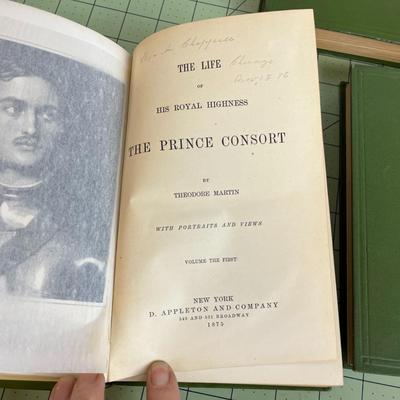 Chicago
THE LIFE
OF
HIS ROYAL HIGHNESS
THE PRINCE CONSORT
BY
THEODORE MARTIN
WITH PORTRAITS AND VIEWS
VOLUME THE FIRST
NEW YORK
D. APPLETON AND COMPANY
549 AND 551 BROADWAY
1875